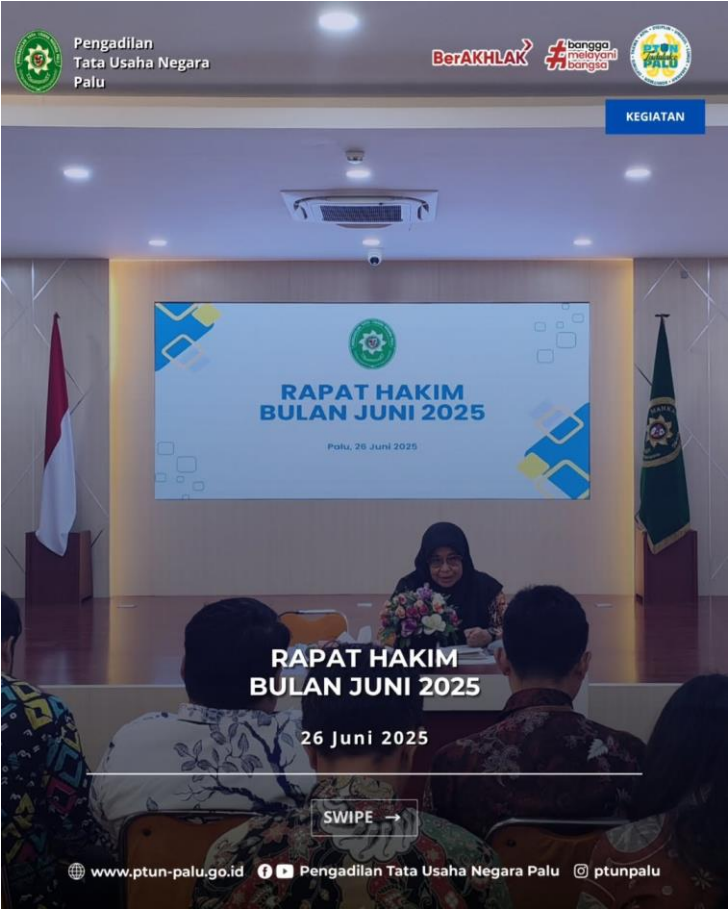 Pengadilan
Tata Usaha Negara
Palu
BerAKHLAK
#bangga
melayani
bangsa
PTUN
PALU
KEGIATAN
RAPAT HAKIM
BULAN JUNI 2025
Palu, 26 Juni 2025
RAPAT HAKIM
BULAN JUNI 2025
26 Juni 2025
SWIPE →
www.ptun-palu.go.id Pengadilan Tata Usaha Negara Palu ptunpalu